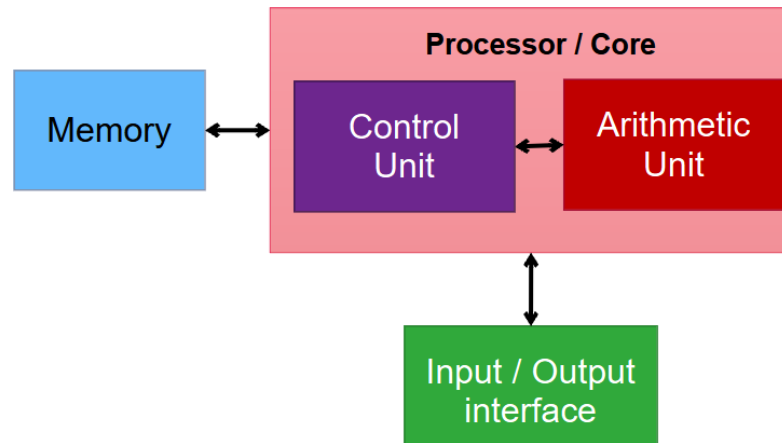 Processor / Core
Memory
Control
Unit
Arithmetic
Unit
Input / Output
interface